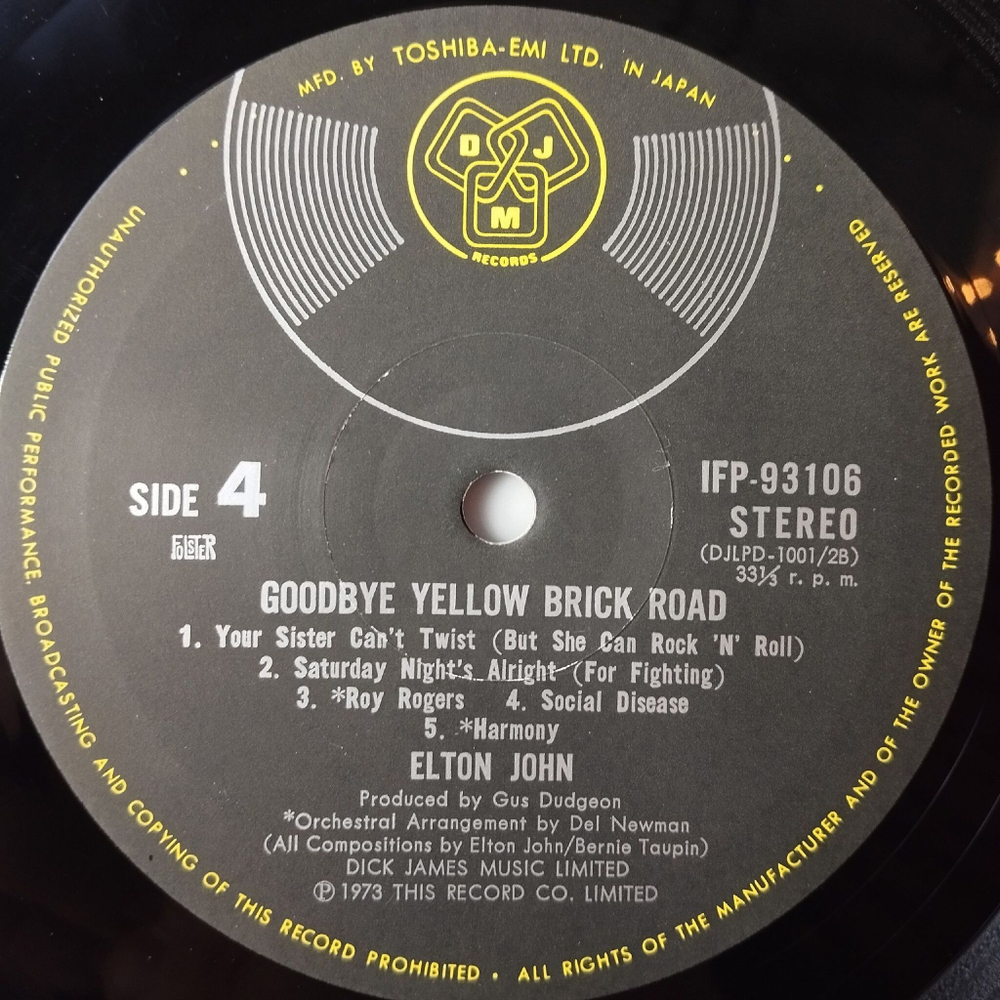 MFD. BY TOSHIBA-EMI LTD. IN JAPAN
D J
M
RECORDS
SIDE 4
FOLSTER
IFP-93106
STEREO
(DJLPD-1001/2B)
33⅓ r. p. m.
GOODBYE YELLOW BRICK ROAD
1. Your Sister Can't Twist (But She Can Rock 'N' Roll)
2. Saturday Night's Alright (For Fighting)
3. *Roy Rogers 4. Social Disease
5. *Harmony
ELTON JOHN
Produced by Gus Dudgeon
*Orchestral Arrangement by Del Newman
(All Compositions by Elton John/Bernie Taupin)
DICK JAMES MUSIC LIMITED
Ⓟ 1973 THIS RECORD CO. LIMITED
UNAUTHORIZED PUBLIC PERFORMANCE, BROADCASTING AND COPYING OF THIS RECORD PROHIBITED • ALL RIGHTS OF THE MANUFACTURER AND OF THE OWNER OF THE RECORDED WORK ARE RESERVED